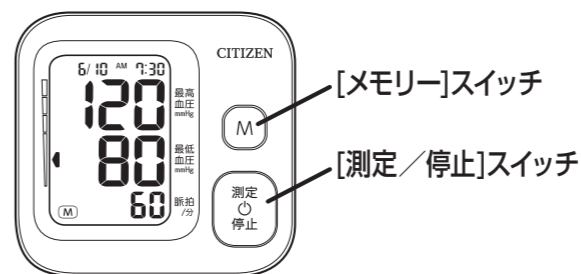 CITIZEN
6/10 AM 7:30
120
最高
血圧
mmHg
80
最低
血圧
mmHg
M
60
脈拍
/分
M
測定
停止
[メモリー]スイッチ
[測定／停止]スイッチ